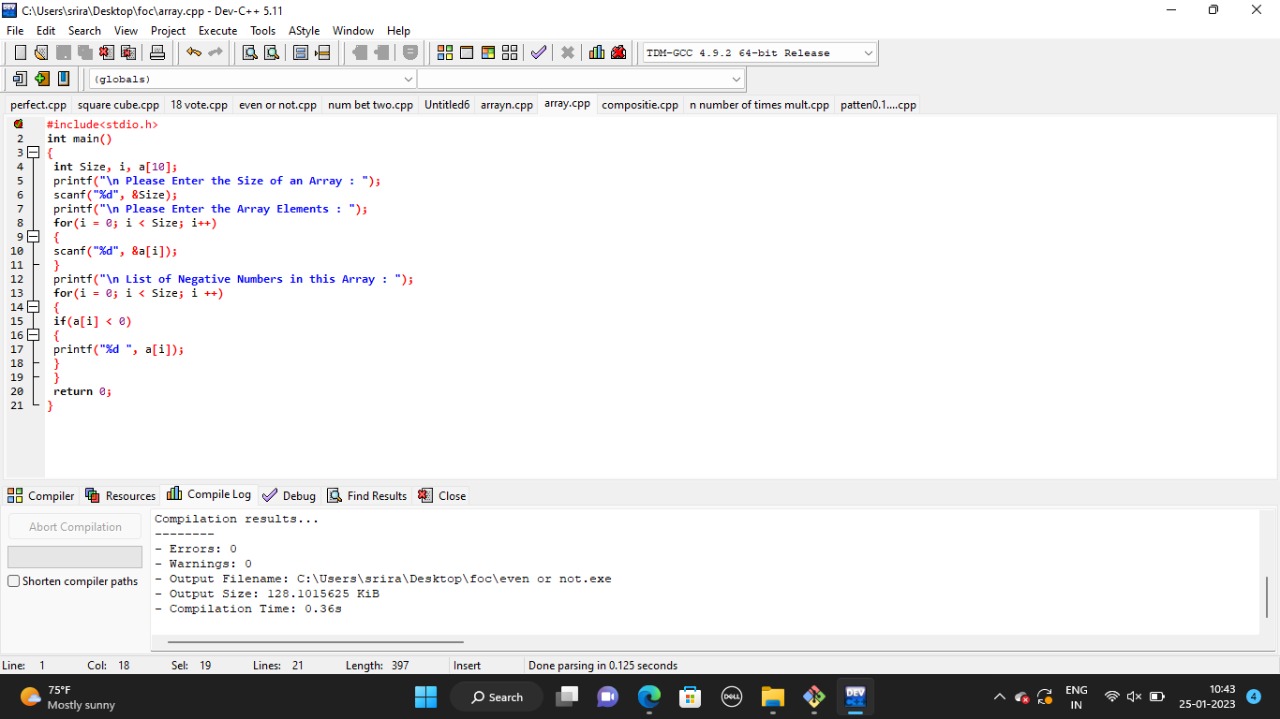 C:\Users\srira\Desktop\foc\array.cpp - Dev-C++ 5.11
File Edit Search View Project Execute Tools AStyle Window Help
TDM-GCC 4.9.2 64-bit Release
(globals)
perfect.cpp square cube.cpp 18 vote.cpp even or not.cpp num bet two.cpp Untitled6 arrayn.cpp array.cpp compositie.cpp n number of times mult.cpp patten0.1....cpp
#include<stdio.h>
2 int main()
3 {
4 int Size, i, a[10];
5 printf("\n Please Enter the Size of an Array : ");
6 scanf("%d", &Size);
7 printf("\n Please Enter the Array Elements : ");
8 for(i = 0; i < Size; i++)
9 {
10 scanf("%d", &a[i]);
11 }
12 printf("\n List of Negative Numbers in this Array : ");
13 for(i = 0; i < Size; i ++)
14 {
15 if(a[i] < 0)
16 {
17 printf("%d ", a[i]);
18 }
19 }
20 return 0;
21 }
Compiler Resources Compile Log Debug Find Results Close
Abort Compilation
Shorten compiler paths
Compilation results...
--------
- Errors: 0
- Warnings: 0
- Output Filename: C:\Users\srira\Desktop\foc\even or not.exe
- Output Size: 128.1015625 KiB
- Compilation Time: 0.36s
Line: 1 Col: 18 Sel: 19 Lines: 21 Length: 397 Insert Done parsing in 0.125 seconds
75°F
Mostly sunny
Search
DELL
DEV
ENG
IN
10:43
25-01-2023
4